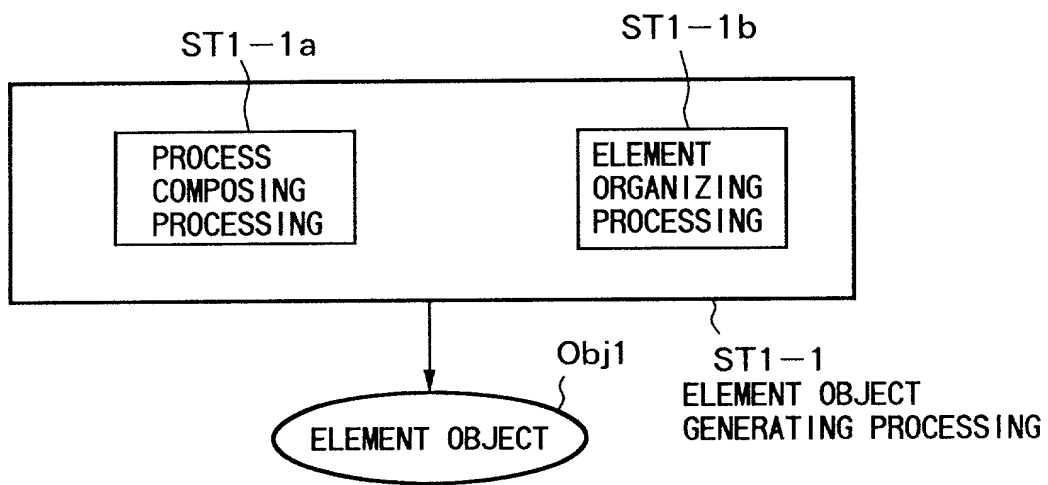 ST1-1a
ST1-1b
PROCESS
COMPOSING
PROCESSING
ELEMENT
ORGANIZING
PROCESSING
Obj1
ST1-1
ELEMENT OBJECT
GENERATING PROCESSING
ELEMENT OBJECT